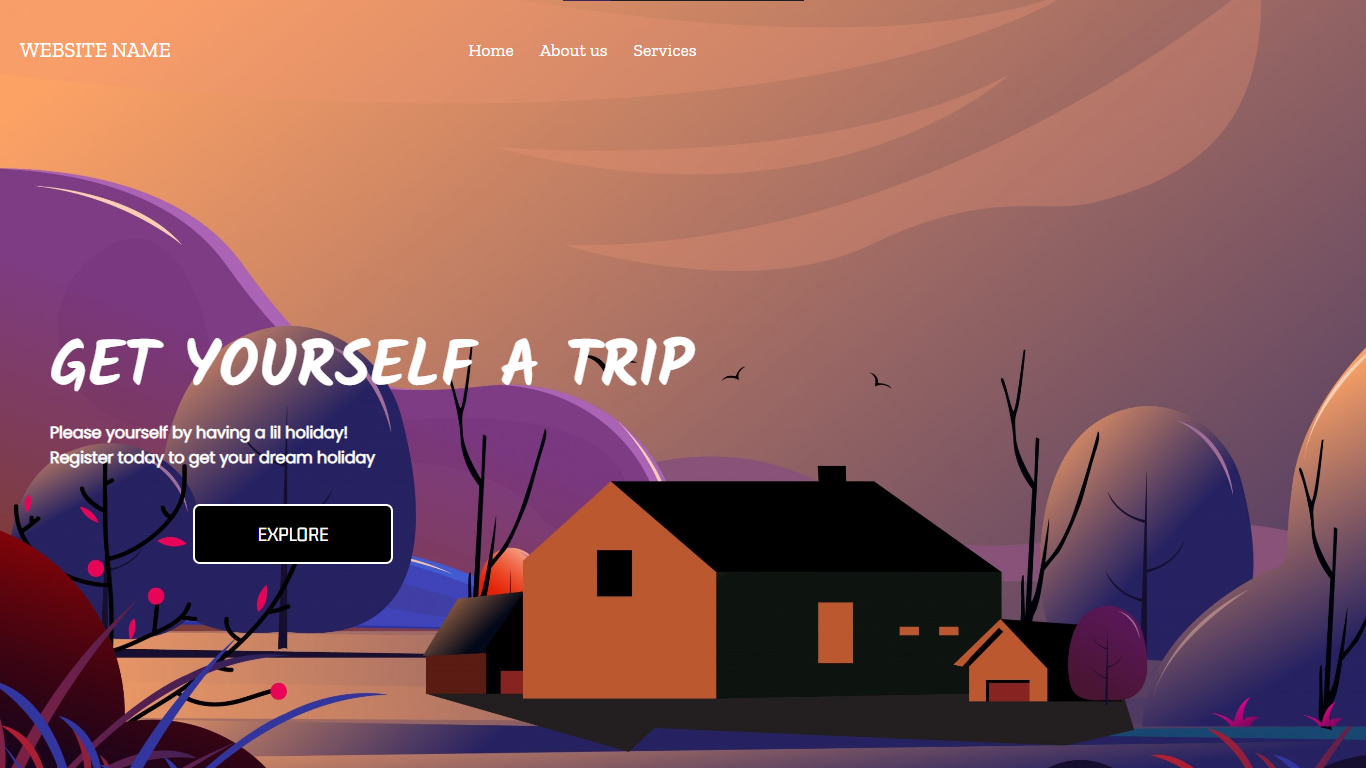 WEBSITE NAME
Home About us Services
GET YOURSELF A TRIP
Please yourself by having a lil holiday!
Register today to get your dream holiday
EXPLORE